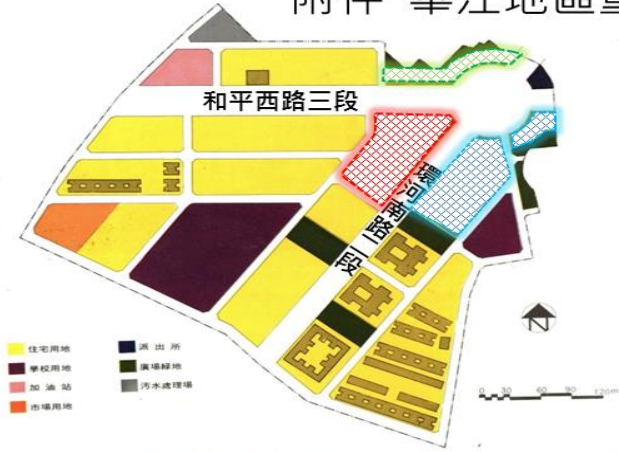 附件 華江地區
和平西路三段
環河南路二段
住宅用地
學校用地
加油站
市場用地
派出所
廣場綠地
污水處理場
N
0 30 60 90 120m